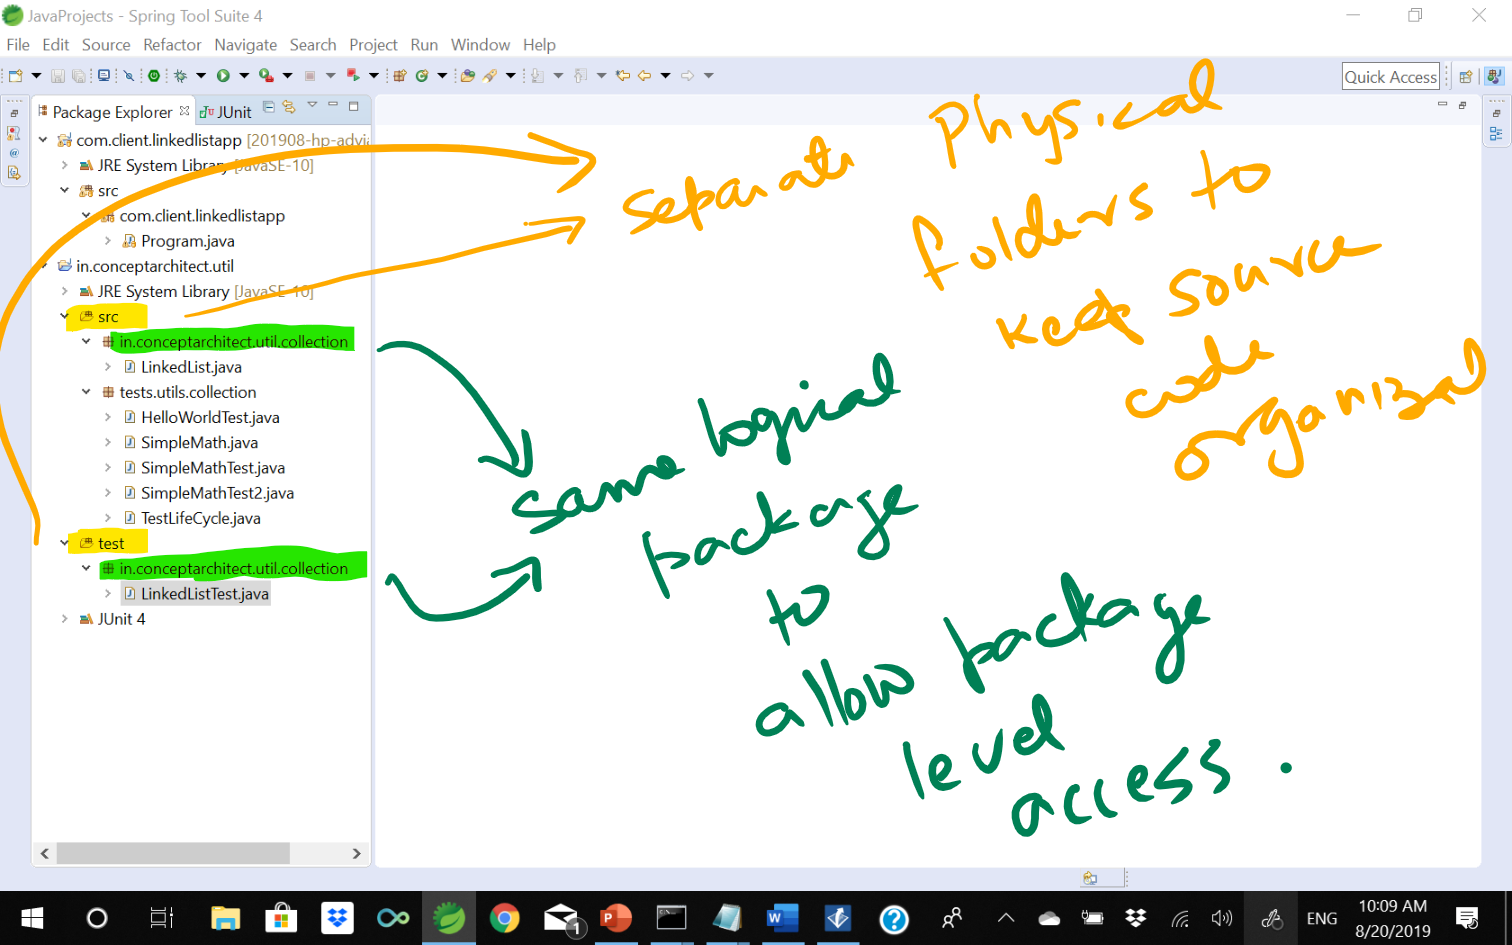 JavaProjects - Spring Tool Suite 4
File Edit Source Refactor Navigate Search Project Run Window Help
Quick Access
Package Explorer JUnit
com.client.linkedlistapp [201908-hp-advia
JRE System Library [JavaSE-10]
src
com.client.linkedlistapp
Program.java
in.conceptarchitect.util
JRE System Library [JavaSE-10]
src
in.conceptarchitect.util.collection
LinkedList.java
tests.utils.collection
HelloWorldTest.java
SimpleMath.java
SimpleMathTest.java
SimpleMathTest2.java
TestLifeCycle.java
test
in.conceptarchitect.util.collection
LinkedListTest.java
JUnit 4
separate physical
folders to
source
code
organized
same logical
package
to
allow package
level
access.
1
ENG
10:09 AM
8/20/2019